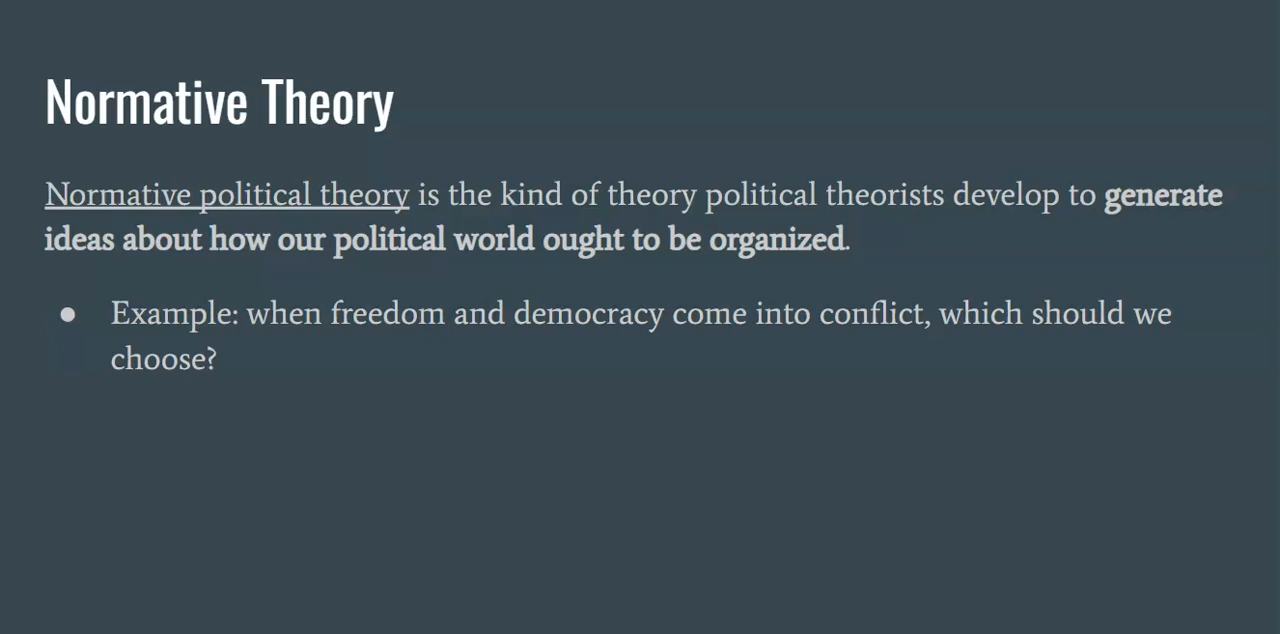 Normative Theory
Normative political theory is the kind of theory political theorists develop to generate
ideas about how our political world ought to be organized.
● Example: when freedom and democracy come into conflict, which should we
choose?